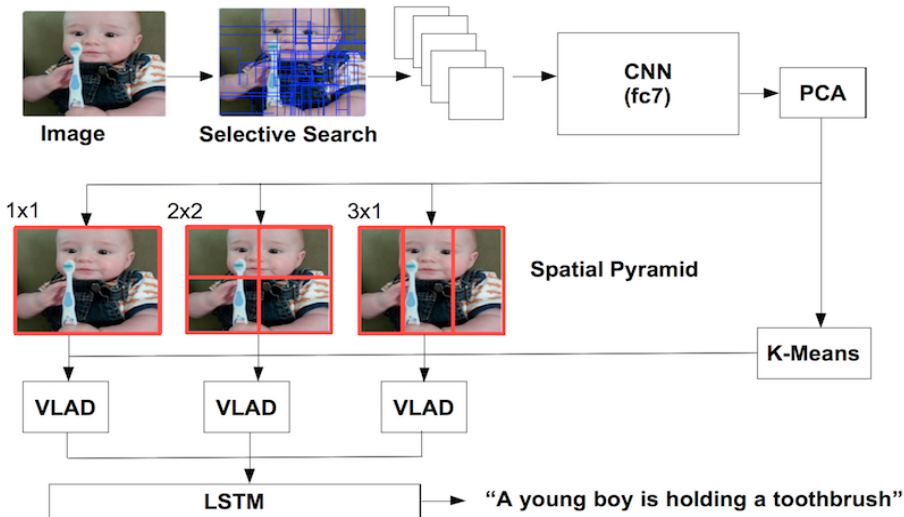 Image
Selective Search
CNN
(fc7)
PCA
1x1
2x2
3x1
Spatial Pyramid
K-Means
VLAD
VLAD
VLAD
LSTM
“A young boy is holding a toothbrush”